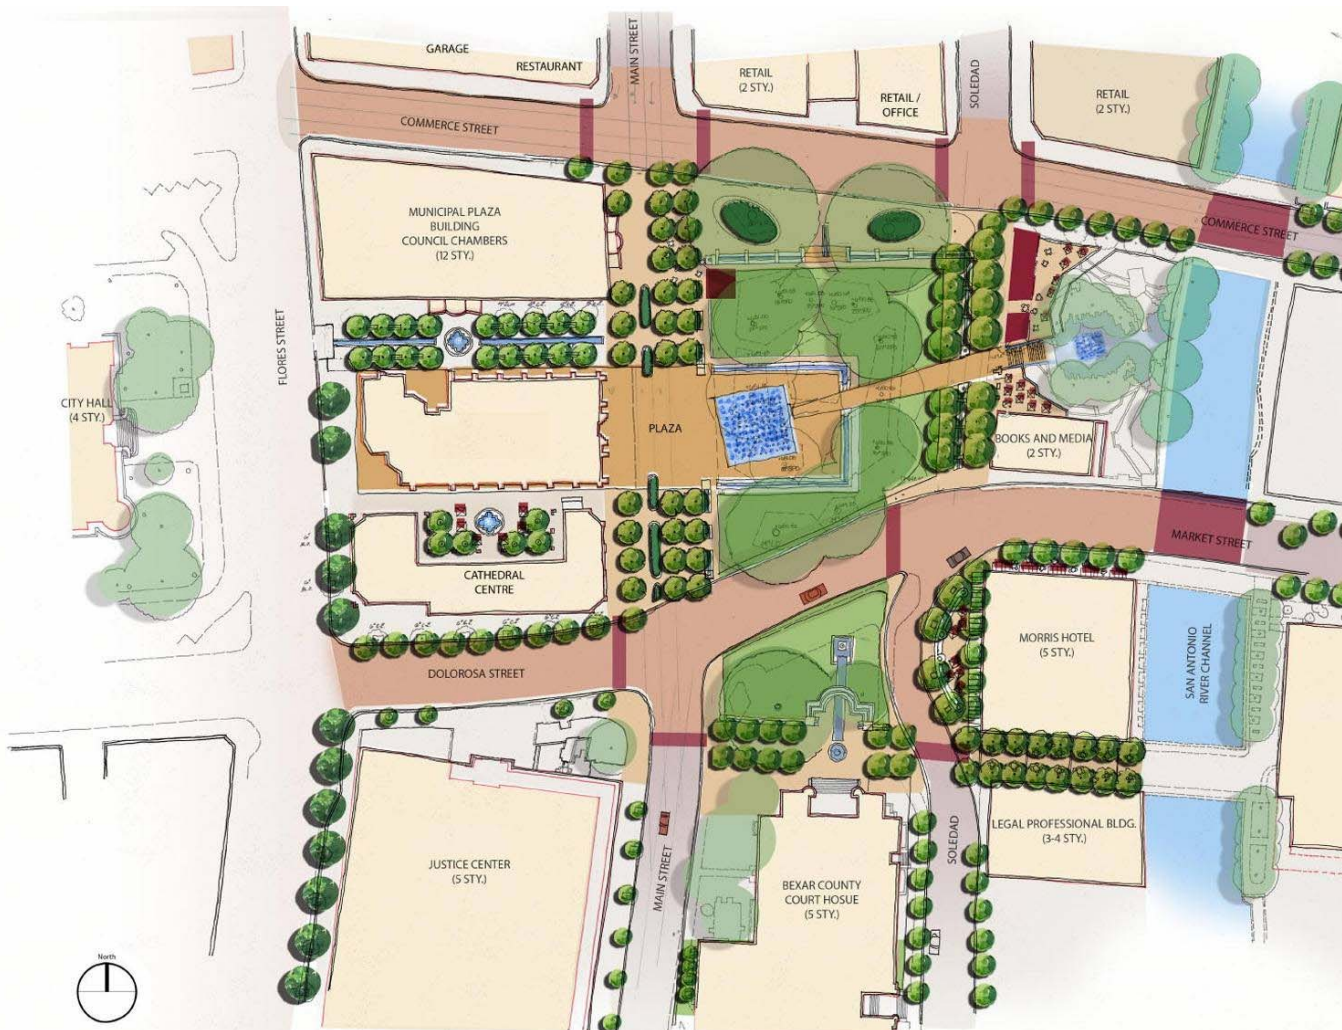 GARAGE
RESTAURANT
MAIN STREET
RETAIL
(2 STY.)
RETAIL /
OFFICE
SOLEDAD
RETAIL
(2 STY.)
COMMERCE STREET
COMMERCE STREET
MUNICIPAL PLAZA
BUILDING
COUNCIL CHAMBERS
(12 STY.)
FLORES STREET
CITY HALL
(4 STY.)
PLAZA
BOOKS AND MEDIA
(2 STY.)
MARKET STREET
CATHEDRAL
CENTRE
DOLOROSA STREET
MORRIS HOTEL
(5 STY.)
SAN ANTONIO
RIVER CHANNEL
JUSTICE CENTER
(5 STY.)
MAIN STREET
BEXAR COUNTY
COURT HOSUE
(5 STY.)
SOLEDAD
LEGAL PROFESSIONAL BLDG.
(3-4 STY.)
North